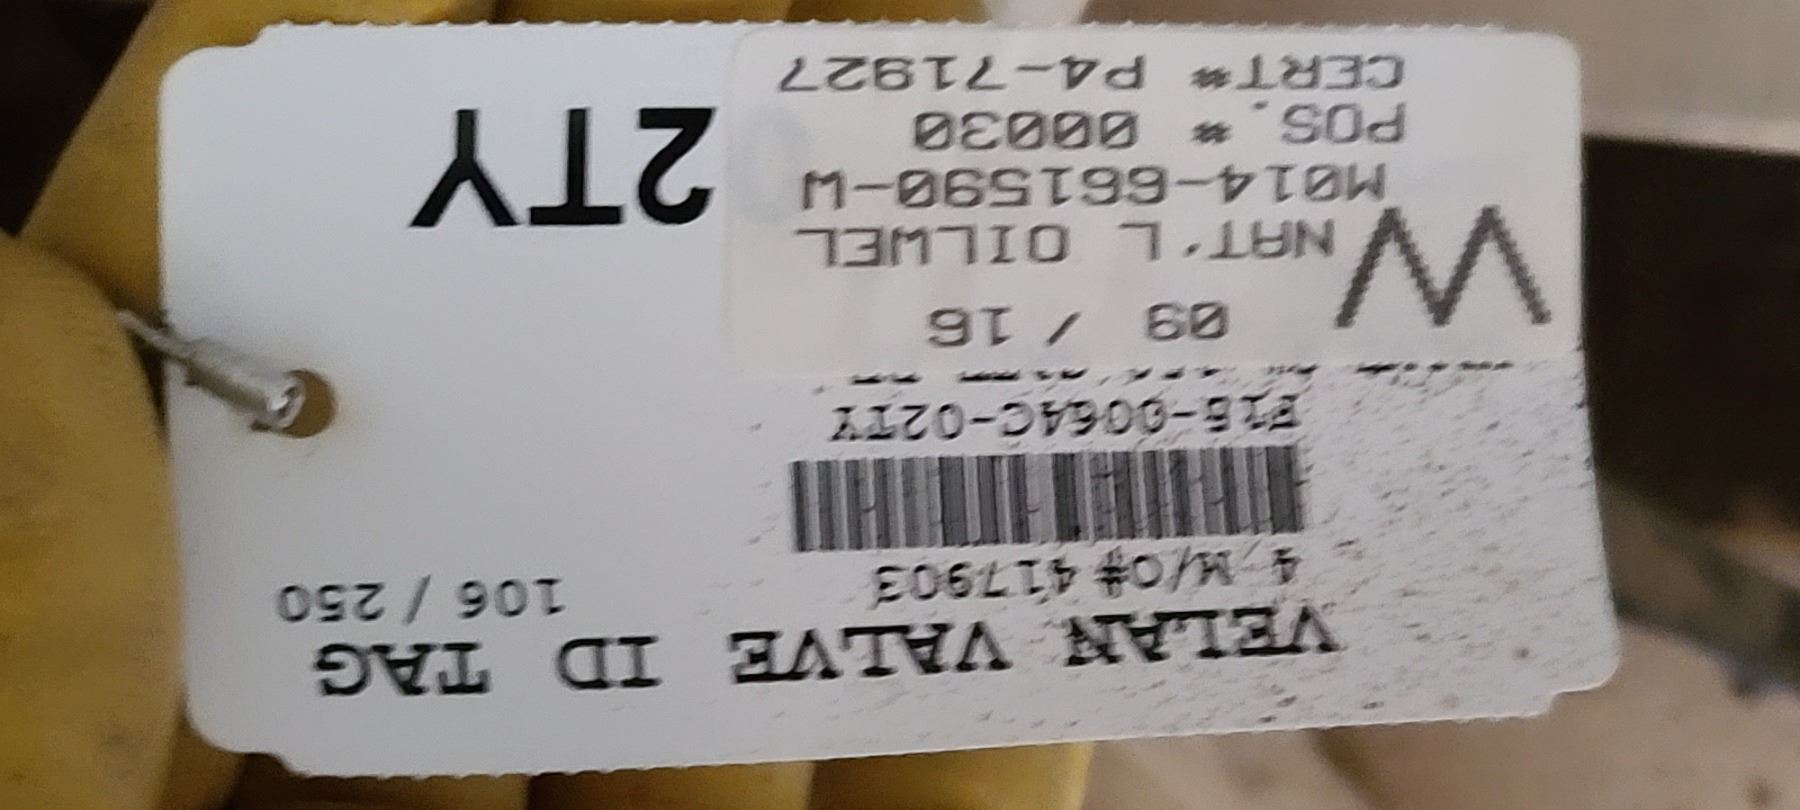 VELAN VALVE ID TAG
4 M/O# 417903 106 / 250
F15-006AC-02TY
09 / 16
W NAT'L OILWEL
M014-661590-W
2TY
POS.# 00030
CERT# P4-71927